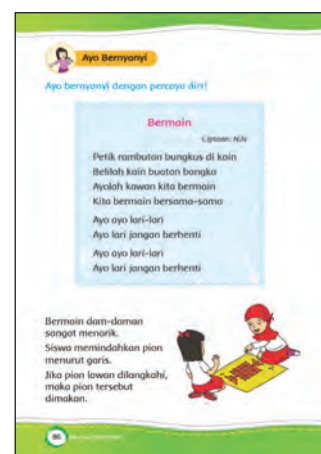 Ayo Bernyanyi
Ayo bernyanyi dengan percaya diri!
Bermain
Ciptaan: N.N
Petik rambutan bungkus di kain
Belilah kain buatan bangka
Ayolah kawan kita bermain
Kita bermain bersama-sama
Ayo ayo lari-lari
Ayo lari jangan berhenti
Ayo ayo lari-lari
Ayo lari jangan berhenti
Bermain dam-daman
sangat menarik.
Siswa memindahkan pion
menurut garis.
Jika pion lawan dilangkahi,
maka pion tersebut
dimakan.
86